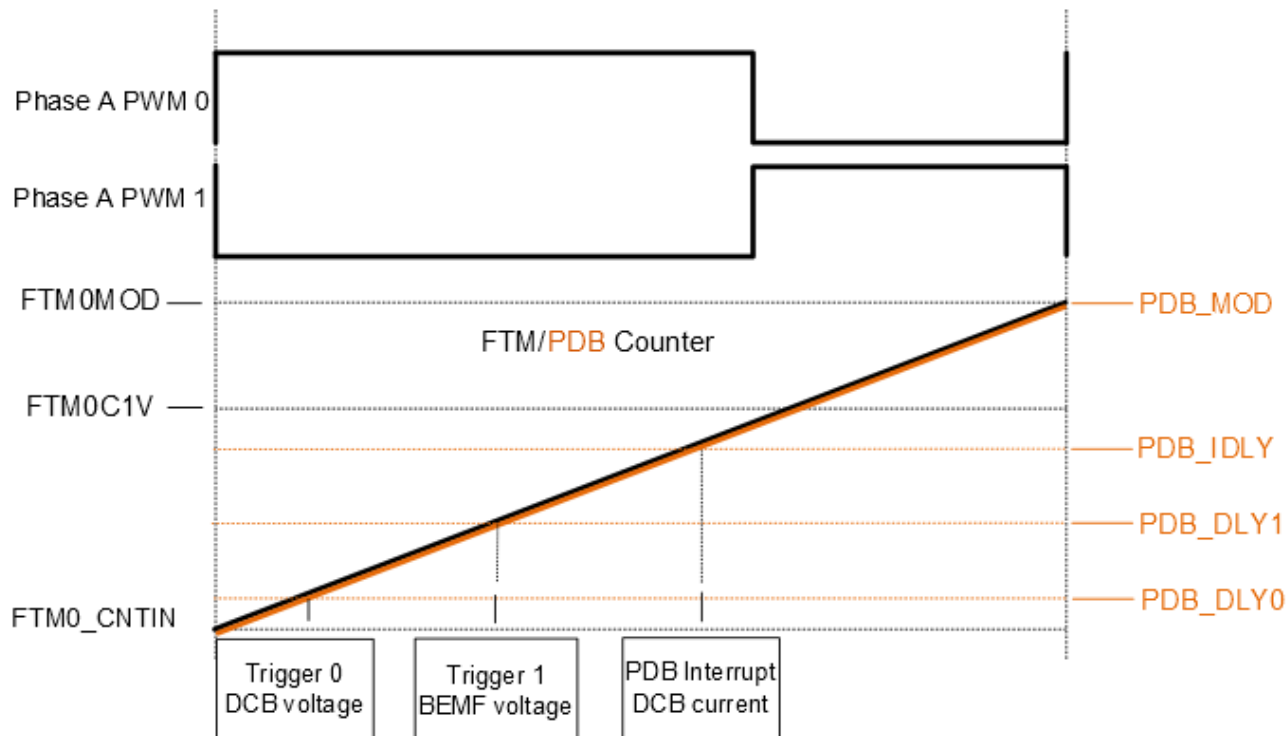 Phase A PWM 0
Phase A PWM 1
FTM0MOD
PDB_MOD
FTM/PDB Counter
FTM0C1V
PDB_IDLY
PDB_DLY1
PDB_DLY0
FTM0_CNTIN
Trigger 0
DCB voltage
Trigger 1
BEMF voltage
PDB Interrupt
DCB current